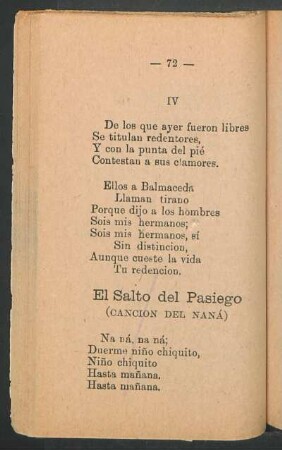 — 72 —
IV
De los que ayer fueron libres
Se titulan redentores,
Y con la punta del pié
Contestan a sus clamores.
Ellos a Balmaceda
Llaman tirano
Porque dijo a los hombres
Sois mis hermanos;
Sois mis hermanos, sí
Sin distincion,
Aunque cueste la vida
Tu redencion.
El Salto del Pasiego
(CANCION DEL NANÁ)
Na ná, na ná;
Duerme niño chiquito,
Niño chiquito
Hasta mañana.
Hasta mañana.